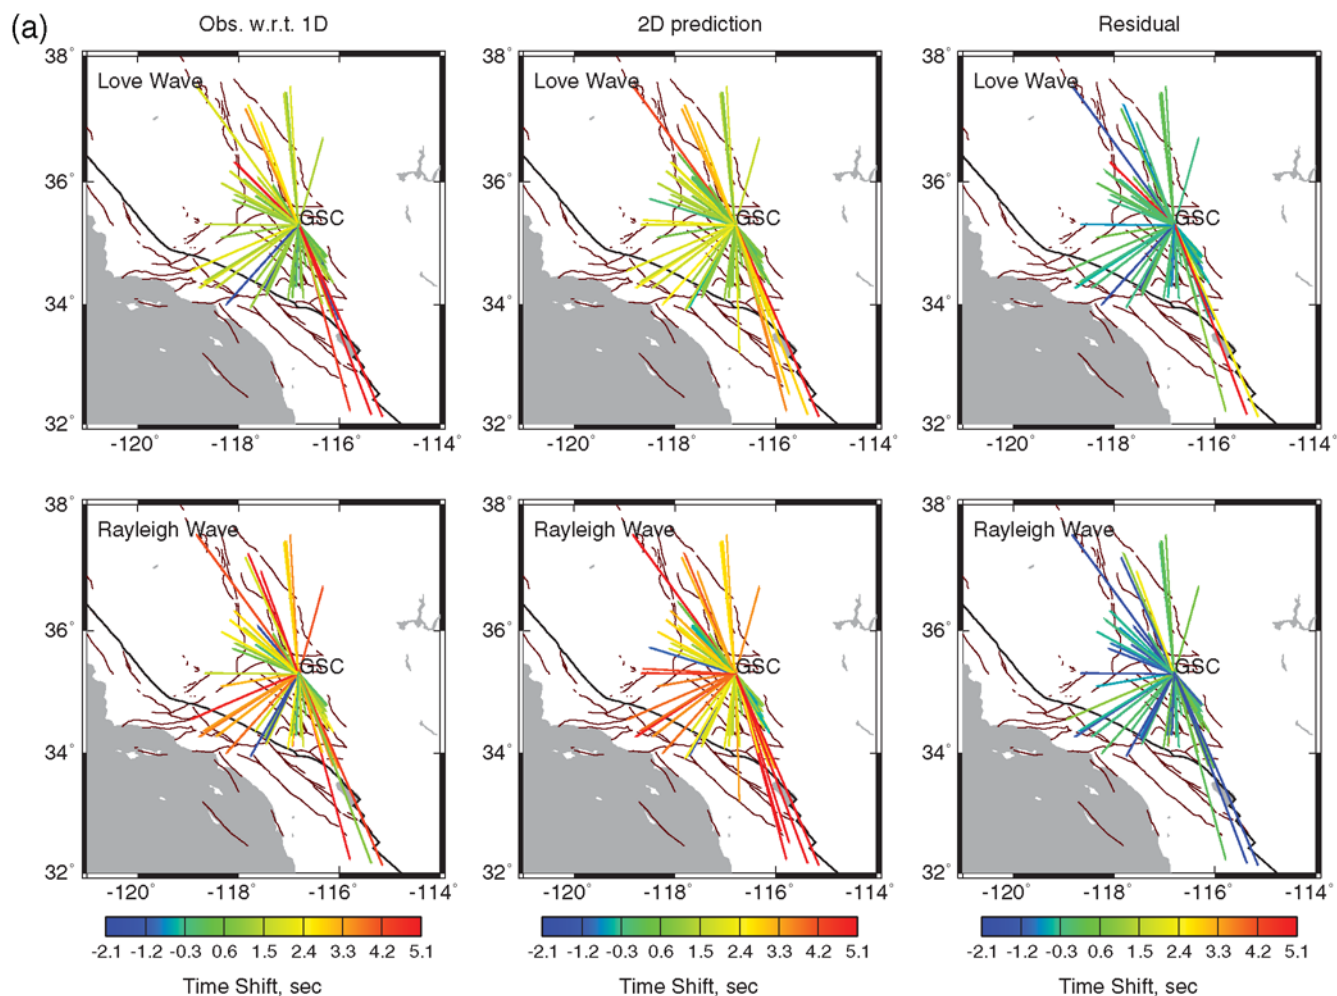 (a)
Obs. w.r.t. 1D 2D prediction Residual
38° 38° 38°
Love Wave Love Wave Love Wave
36° 36° 36°
GSC GSC GSC
34° 34° 34°
32° 32° 32°
-120 -118 -116 -114° -120 -118 -116 -114° -120 -118 -116 -114°
38° 38° 38°
Rayleigh Wave Rayleigh Wave Rayleigh Wave
36° 36° 36°
GSC GSC GSC
34° 34° 34°
32° 32° 32°
-120 -118 -116 -114° -120 -118 -116 -114° -120 -118 -116 -114°
-2.1 -1.2 -0.3 0.6 1.5 2.4 3.3 4.2 5.1 -2.1 -1.2 -0.3 0.6 1.5 2.4 3.3 4.2 5.1 -2.1 -1.2 -0.3 0.6 1.5 2.4 3.3 4.2 5.1
Time Shift, sec Time Shift, sec Time Shift, sec